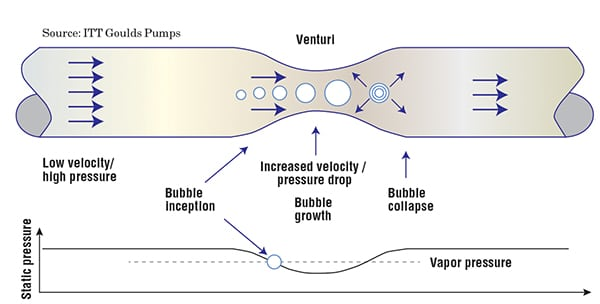 Source: ITT Goulds Pumps
Venturi
Low velocity/
high pressure
Bubble
inception
Increased velocity /
pressure drop
Bubble
growth
Bubble
collapse
Static pressure
Vapor pressure